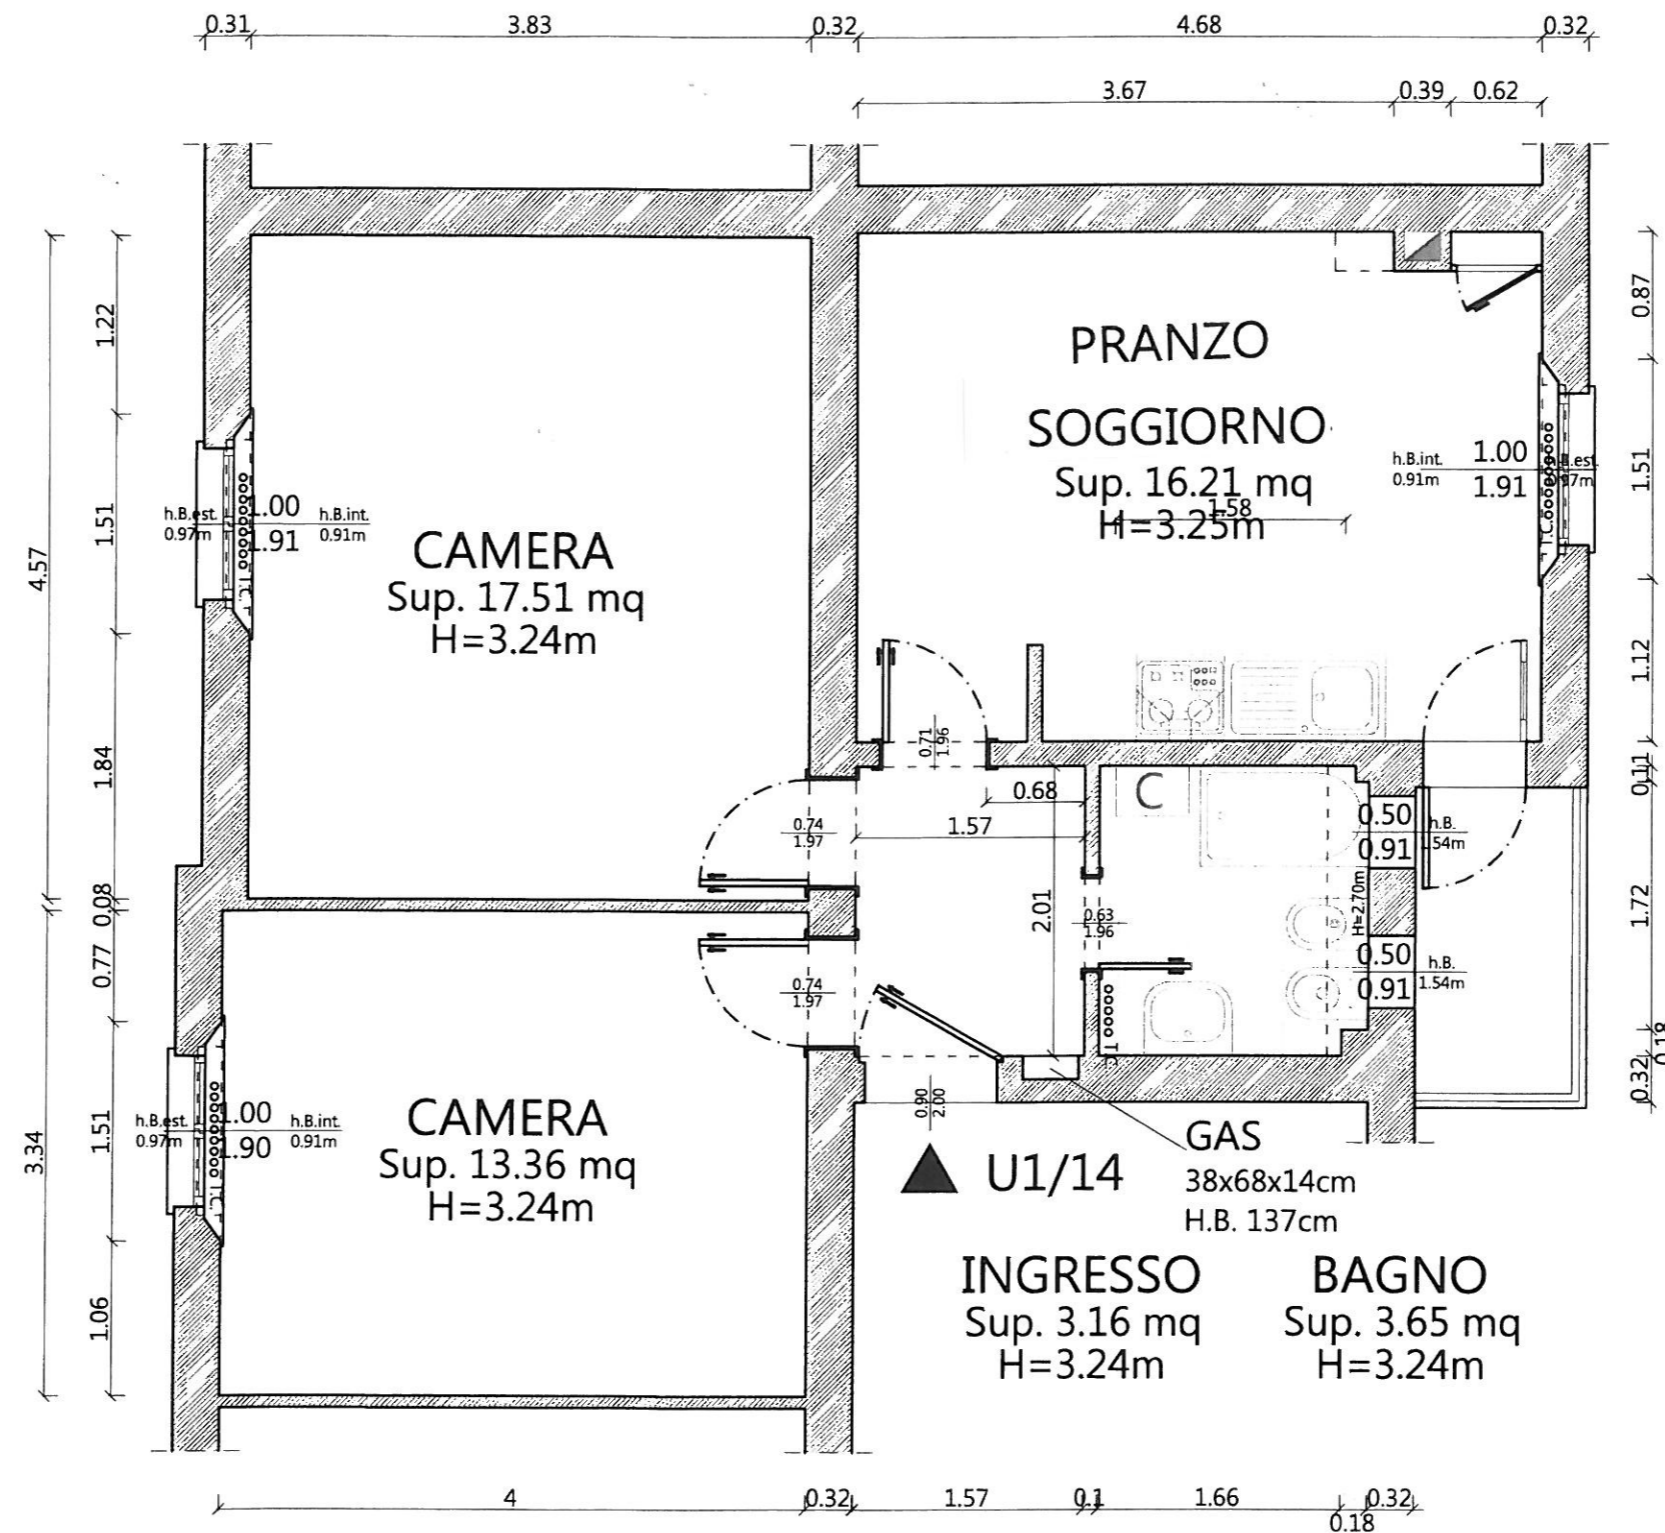 0.31 3.83 0.32 4.68 0.32
3.67 0.39 0.62
4.57
1.22
1.51
1.84
0.08
3.34
0.77
1.51
1.06
h.B.est.
0.97m
1.00
1.91
h.B.int.
0.91m
T.C.
CAMERA
Sup. 17.51 mq
H=3.24m
PRANZO
SOGGIORNO
Sup. 16.21 mq
H=3.25m
1.58
h.B.int.
0.91m
1.00
1.91
T.C.
0.87
1.51
1.12
0.11
1.72
0.18
0.32
0.71
1.96
0.68
1.57
2.01
0.74
1.97
0.74
1.97
0.63
1.96
C
H=2.70m
0.50
0.91
h.B.
0.50
0.91
h.B.
1.54m
T.C.
0.90
2.00
h.B.est.
0.97m
1.00
1.90
h.B.int.
0.91m
T.C.
CAMERA
Sup. 13.36 mq
H=3.24m
U1/14
GAS
38x68x14cm
H.B. 137cm
INGRESSO
Sup. 3.16 mq
H=3.24m
BAGNO
Sup. 3.65 mq
H=3.24m
4 0.32 1.57 0.1 1.66 0.18 0.32